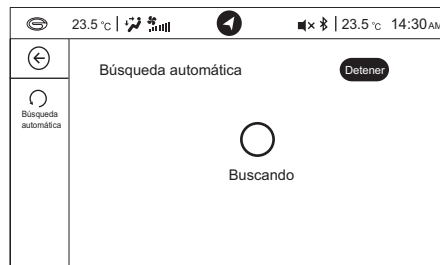 23.5 °C 23.5 °C 14:30 AM
Búsqueda automática Detener
Búsqueda
automática
Buscando